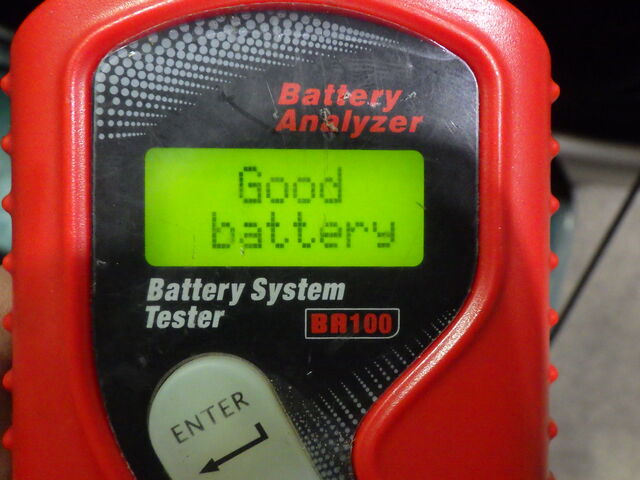 Battery
Analyzer
Good
battery
Battery System
Tester
BR100
ENTER